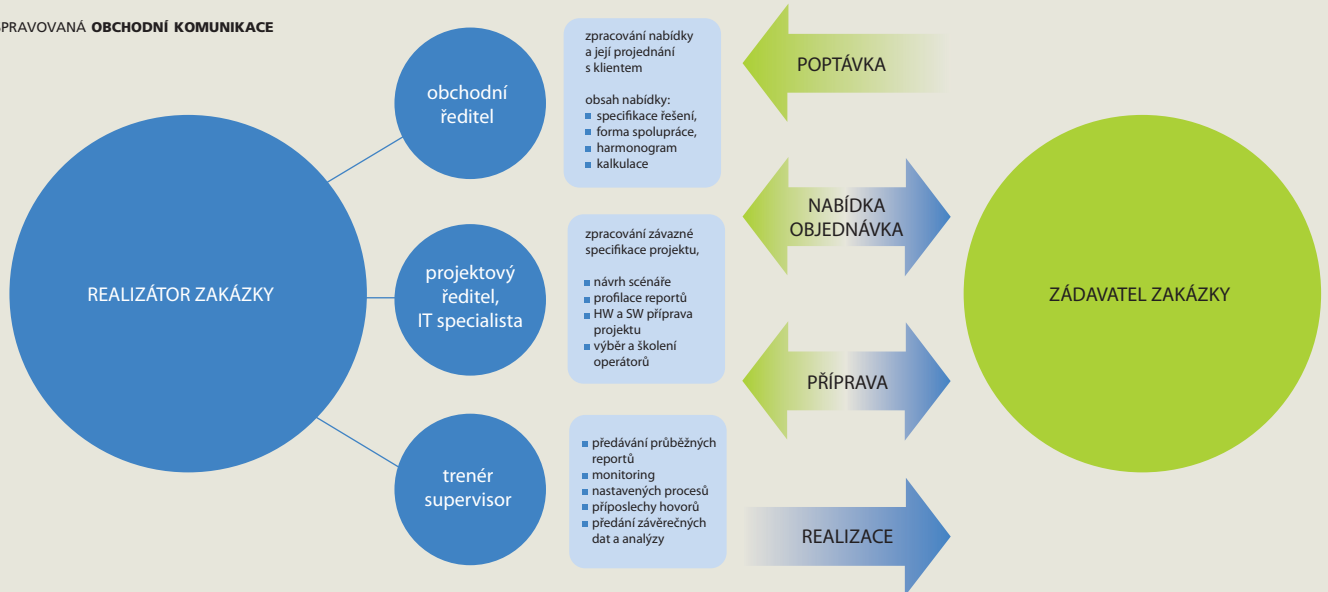 PRAVOVANÁ OBCHODNÍ KOMUNIKACE
REALIZÁTOR ZAKÁZKY
obchodní
ředitel
zpracování nabídky
a její projednání
s klientem
obsah nabídky:
specifikace řešení,
forma spolupráce,
harmonogram
kalkulace
projektový
ředitel,
IT specialista
zpracování závazné
specifikace projektu,
návrh scénáře
profilace reportů
HW a SW příprava
projektu
výběr a školení
operátorů
trenér
supervisor
předávání průběžných
reportů
monitoring
nastavených procesů
příposlechy hovorů
předání závěrečných
dat a analýzy
POPTÁVKA
NABÍDKA
OBJEDNÁVKA
PŘÍPRAVA
REALIZACE
ZÁDAVATEL ZAKÁZKY